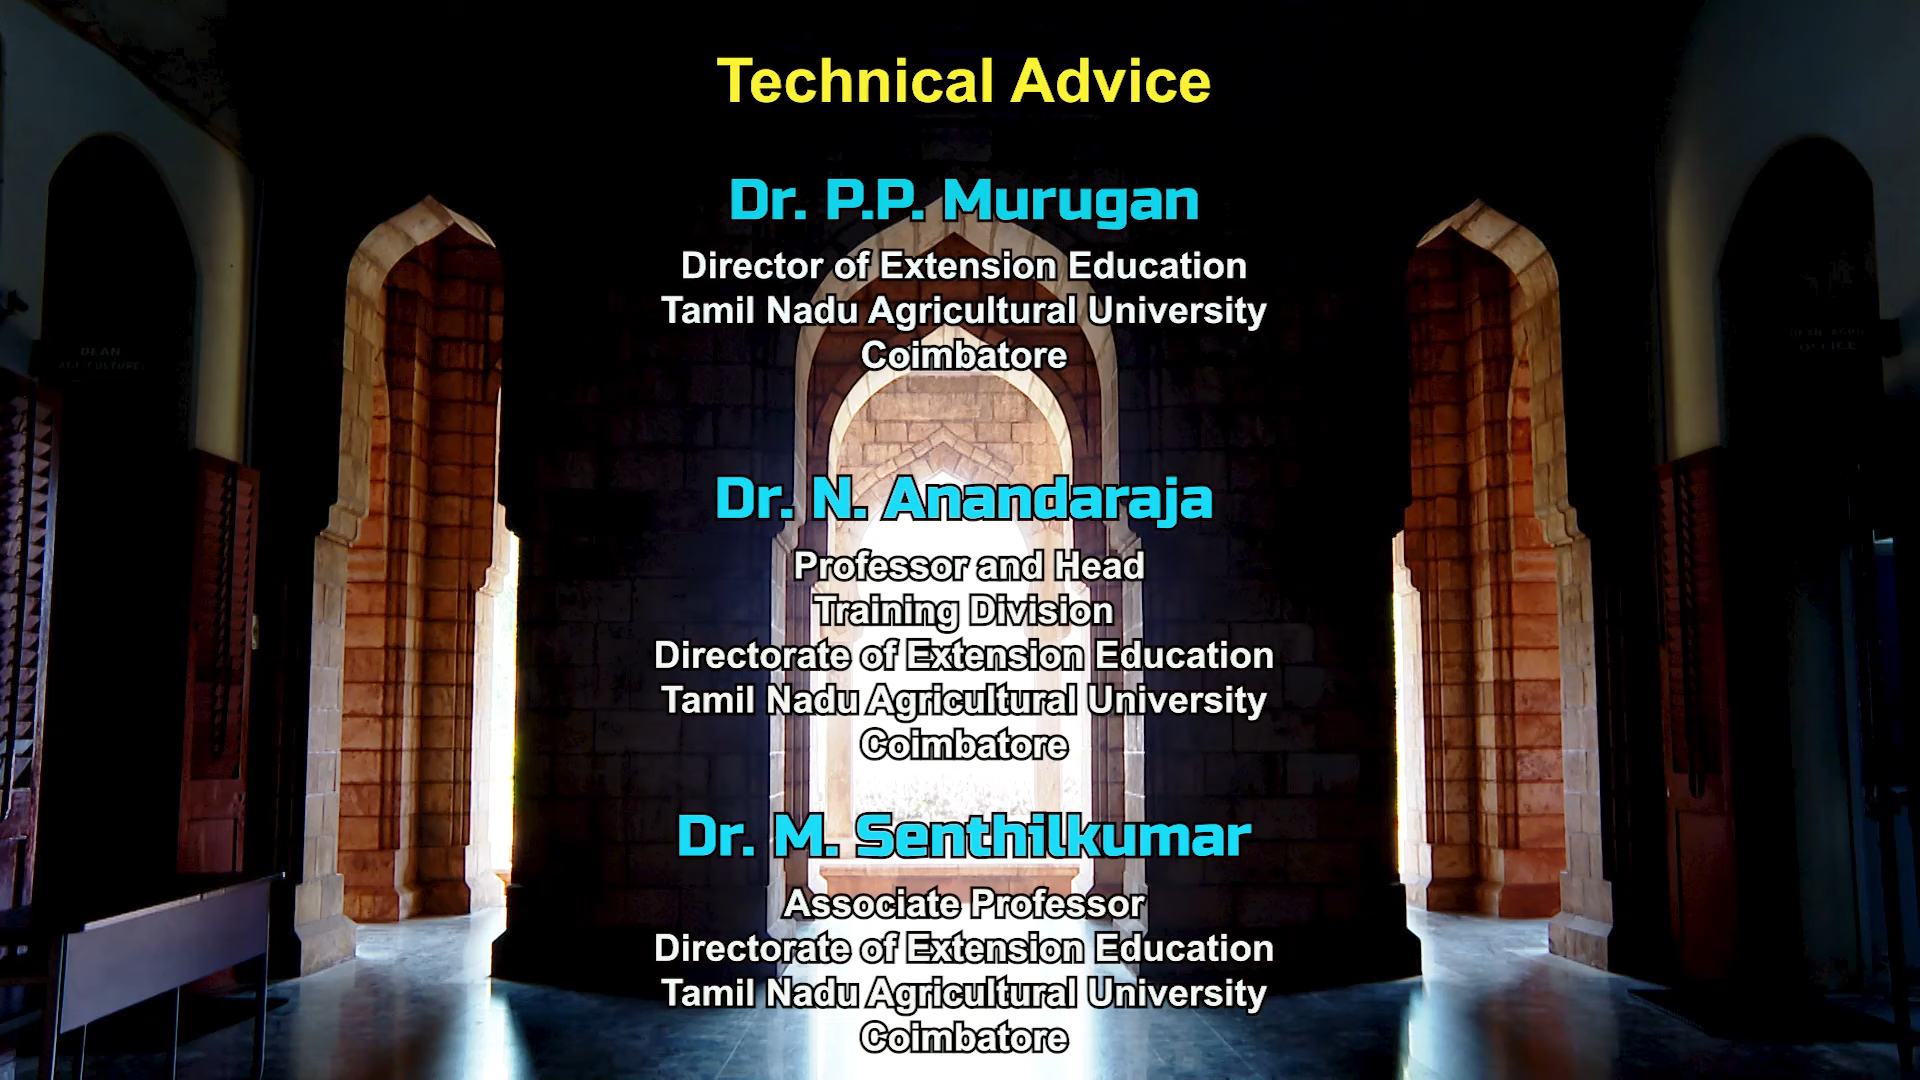 Technical Advice
Dr. P.P. Murugan
Director of Extension Education
Tamil Nadu Agricultural University
Coimbatore
Dr. N. Anandaraja
Professor and Head
Training Division
Directorate of Extension Education
Tamil Nadu Agricultural University
Coimbatore
Dr. M. Senthilkumar
Associate Professor
Directorate of Extension Education
Tamil Nadu Agricultural University
Coimbatore
DEAN
OFFICE